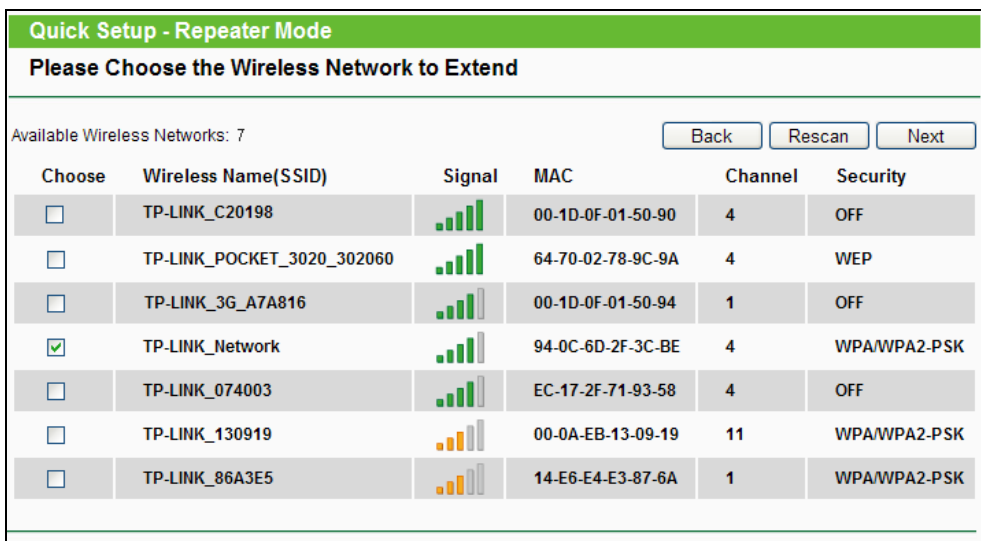 Quick Setup - Repeater Mode
Please Choose the Wireless Network to Extend
Available Wireless Networks: 7 Back Rescan Next
Choose Wireless Name(SSID) Signal MAC Channel Security
TP-LINK_C20198 00-1D-0F-01-50-90 4 OFF
TP-LINK_POCKET_3020_302060 64-70-02-78-9C-9A 4 WEP
TP-LINK_3G_A7A816 00-1D-0F-01-50-94 1 OFF
TP-LINK_Network 94-0C-6D-2F-3C-BE 4 WPA/WPA2-PSK
TP-LINK_074003 EC-17-2F-71-93-58 4 OFF
TP-LINK_130919 00-0A-EB-13-09-19 11 WPA/WPA2-PSK
TP-LINK_86A3E5 14-E6-E4-E3-87-6A 1 WPA/WPA2-PSK